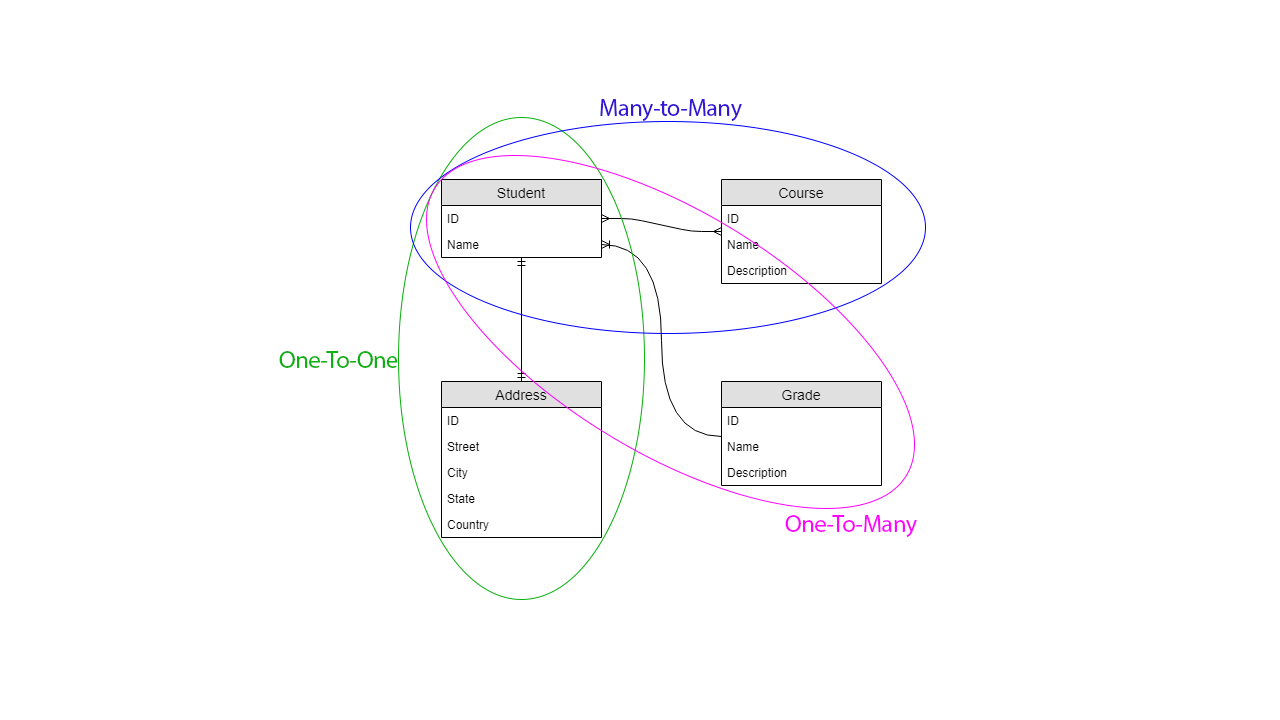 Many-to-Many
Student
ID
Name
Course
ID
Name
Description
One-To-One
Address
ID
Street
City
State
Country
Grade
ID
Name
Description
One-To-Many